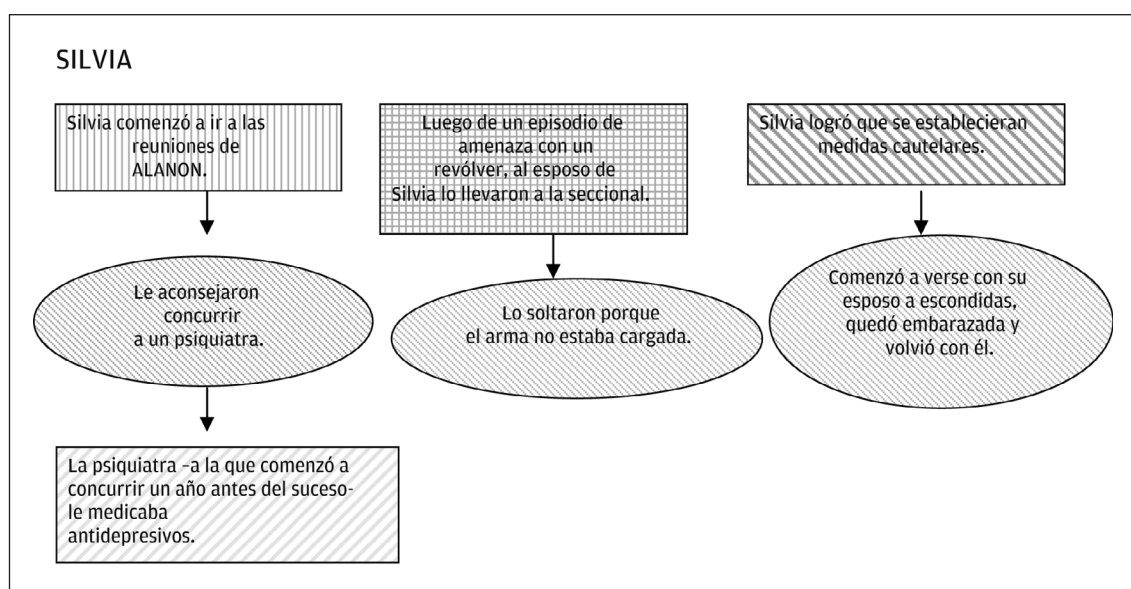 SILVIA
Silvia comenzó a ir a las
reuniones de
ALANON.
Le aconsejaron
concurrir
a un psiquiatra.
La psiquiatra -a la que comenzó a
concurrir un año antes del suceso-
le medicaba
antidepresivos.
Luego de un episodio de
amenaza con un
revólver, al esposo de
Silvia lo llevaron a la seccional.
Lo soltaron porque
el arma no estaba cargada.
Silvia logró que se establecieran
medidas cautelares.
Comenzó a verse con su
esposo a escondidas,
quedó embarazada y
volvió con él.